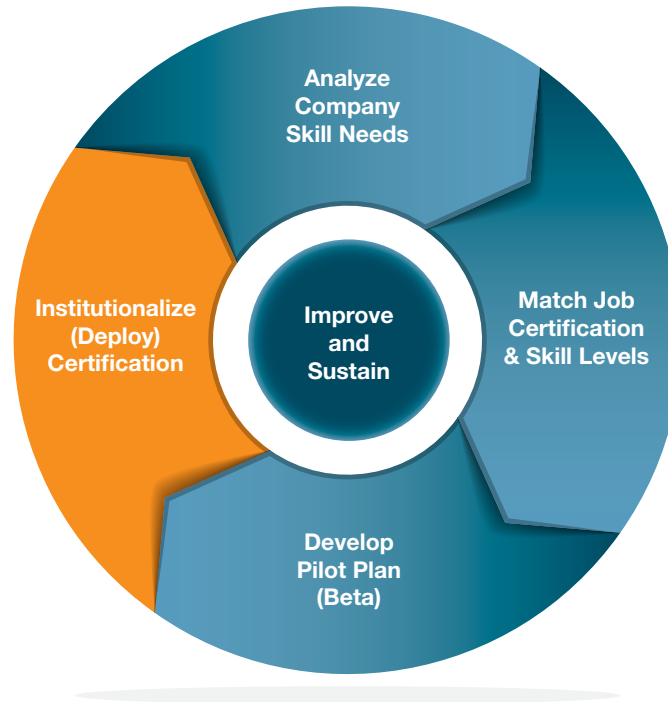 Analyze
Company
Skill Needs
Match Job
Certification
& Skill Levels
Develop
Pilot Plan
(Beta)
Institutionalize
(Deploy)
Certification
Improve
and
Sustain